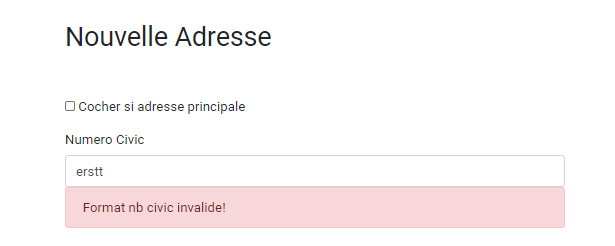 Nouvelle Adresse
Cocher si adresse principale
Numero Civic
erstt
Format nb civic invalide!